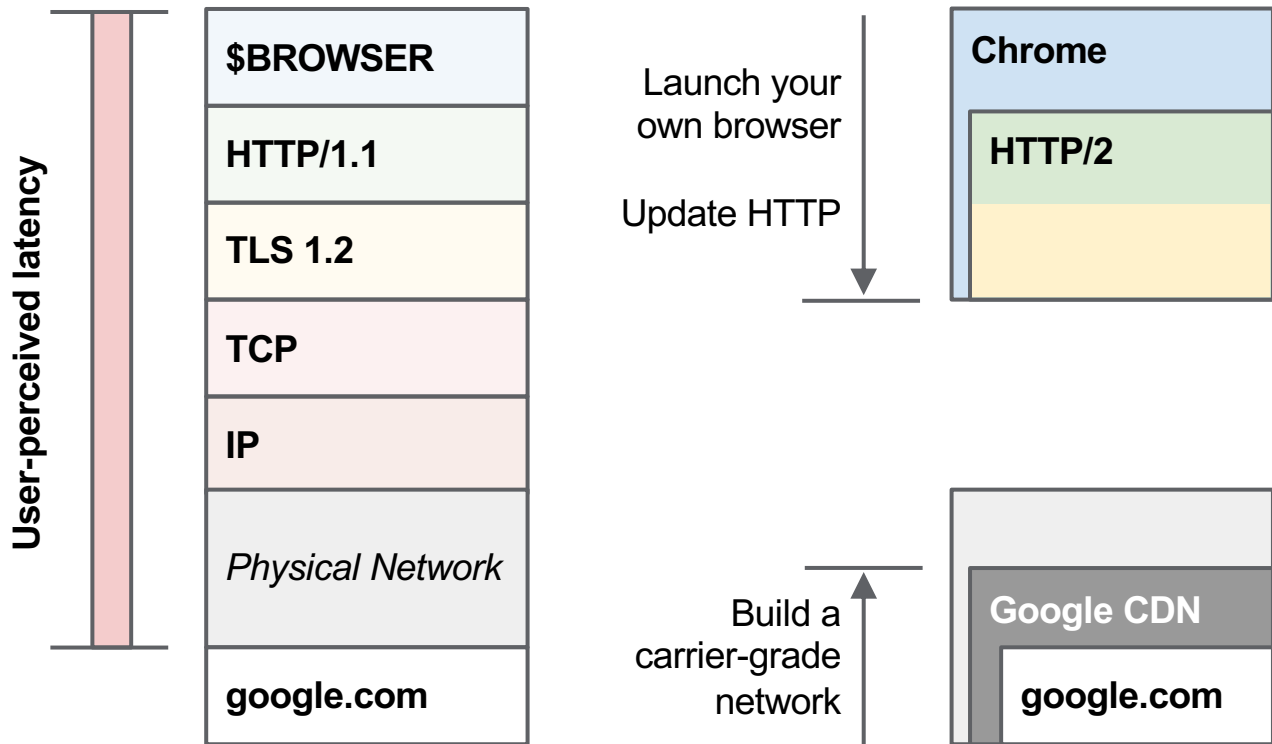 User-perceived latency
$BROWSER
HTTP/1.1
TLS 1.2
TCP
IP
Physical Network
google.com
Launch your
own browser
Update HTTP
Build a
carrier-grade
network
Chrome
HTTP/2
Google CDN
google.com